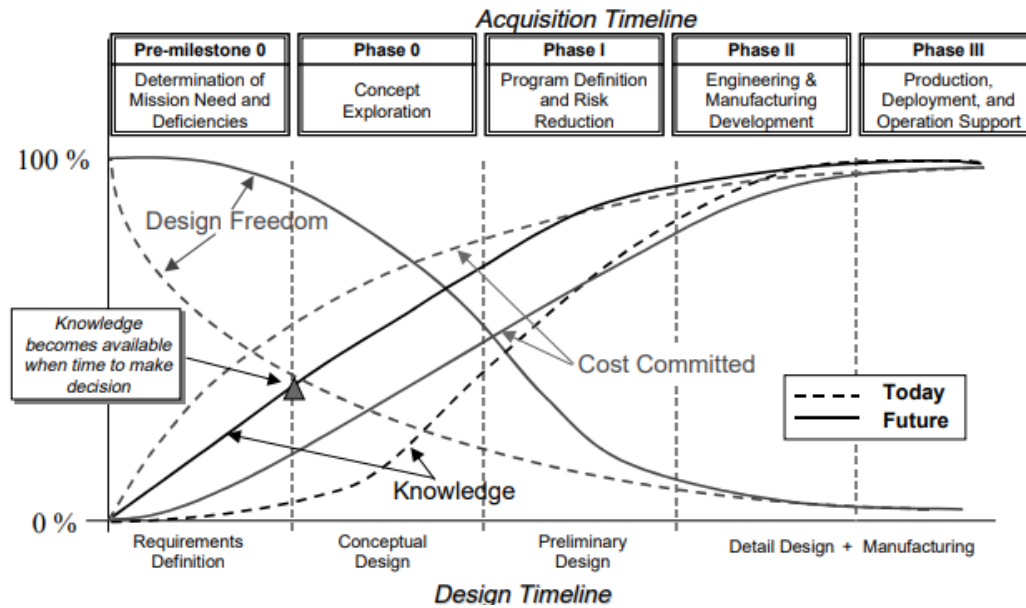 Acquisition Timeline
Pre-milestone 0
Determination of
Mission Need and
Deficiencies
Phase 0
Concept
Exploration
Phase I
Program Definition
and Risk
Reduction
Phase II
Engineering &
Manufacturing
Development
Phase III
Production,
Deployment, and
Operation Support
100 %
Design Freedom
Knowledge
becomes available
when time to make
decision
Cost Committed
Today
Future
Knowledge
0 %
Requirements
Definition
Conceptual
Design
Preliminary
Design
Detail Design + Manufacturing
Design Timeline